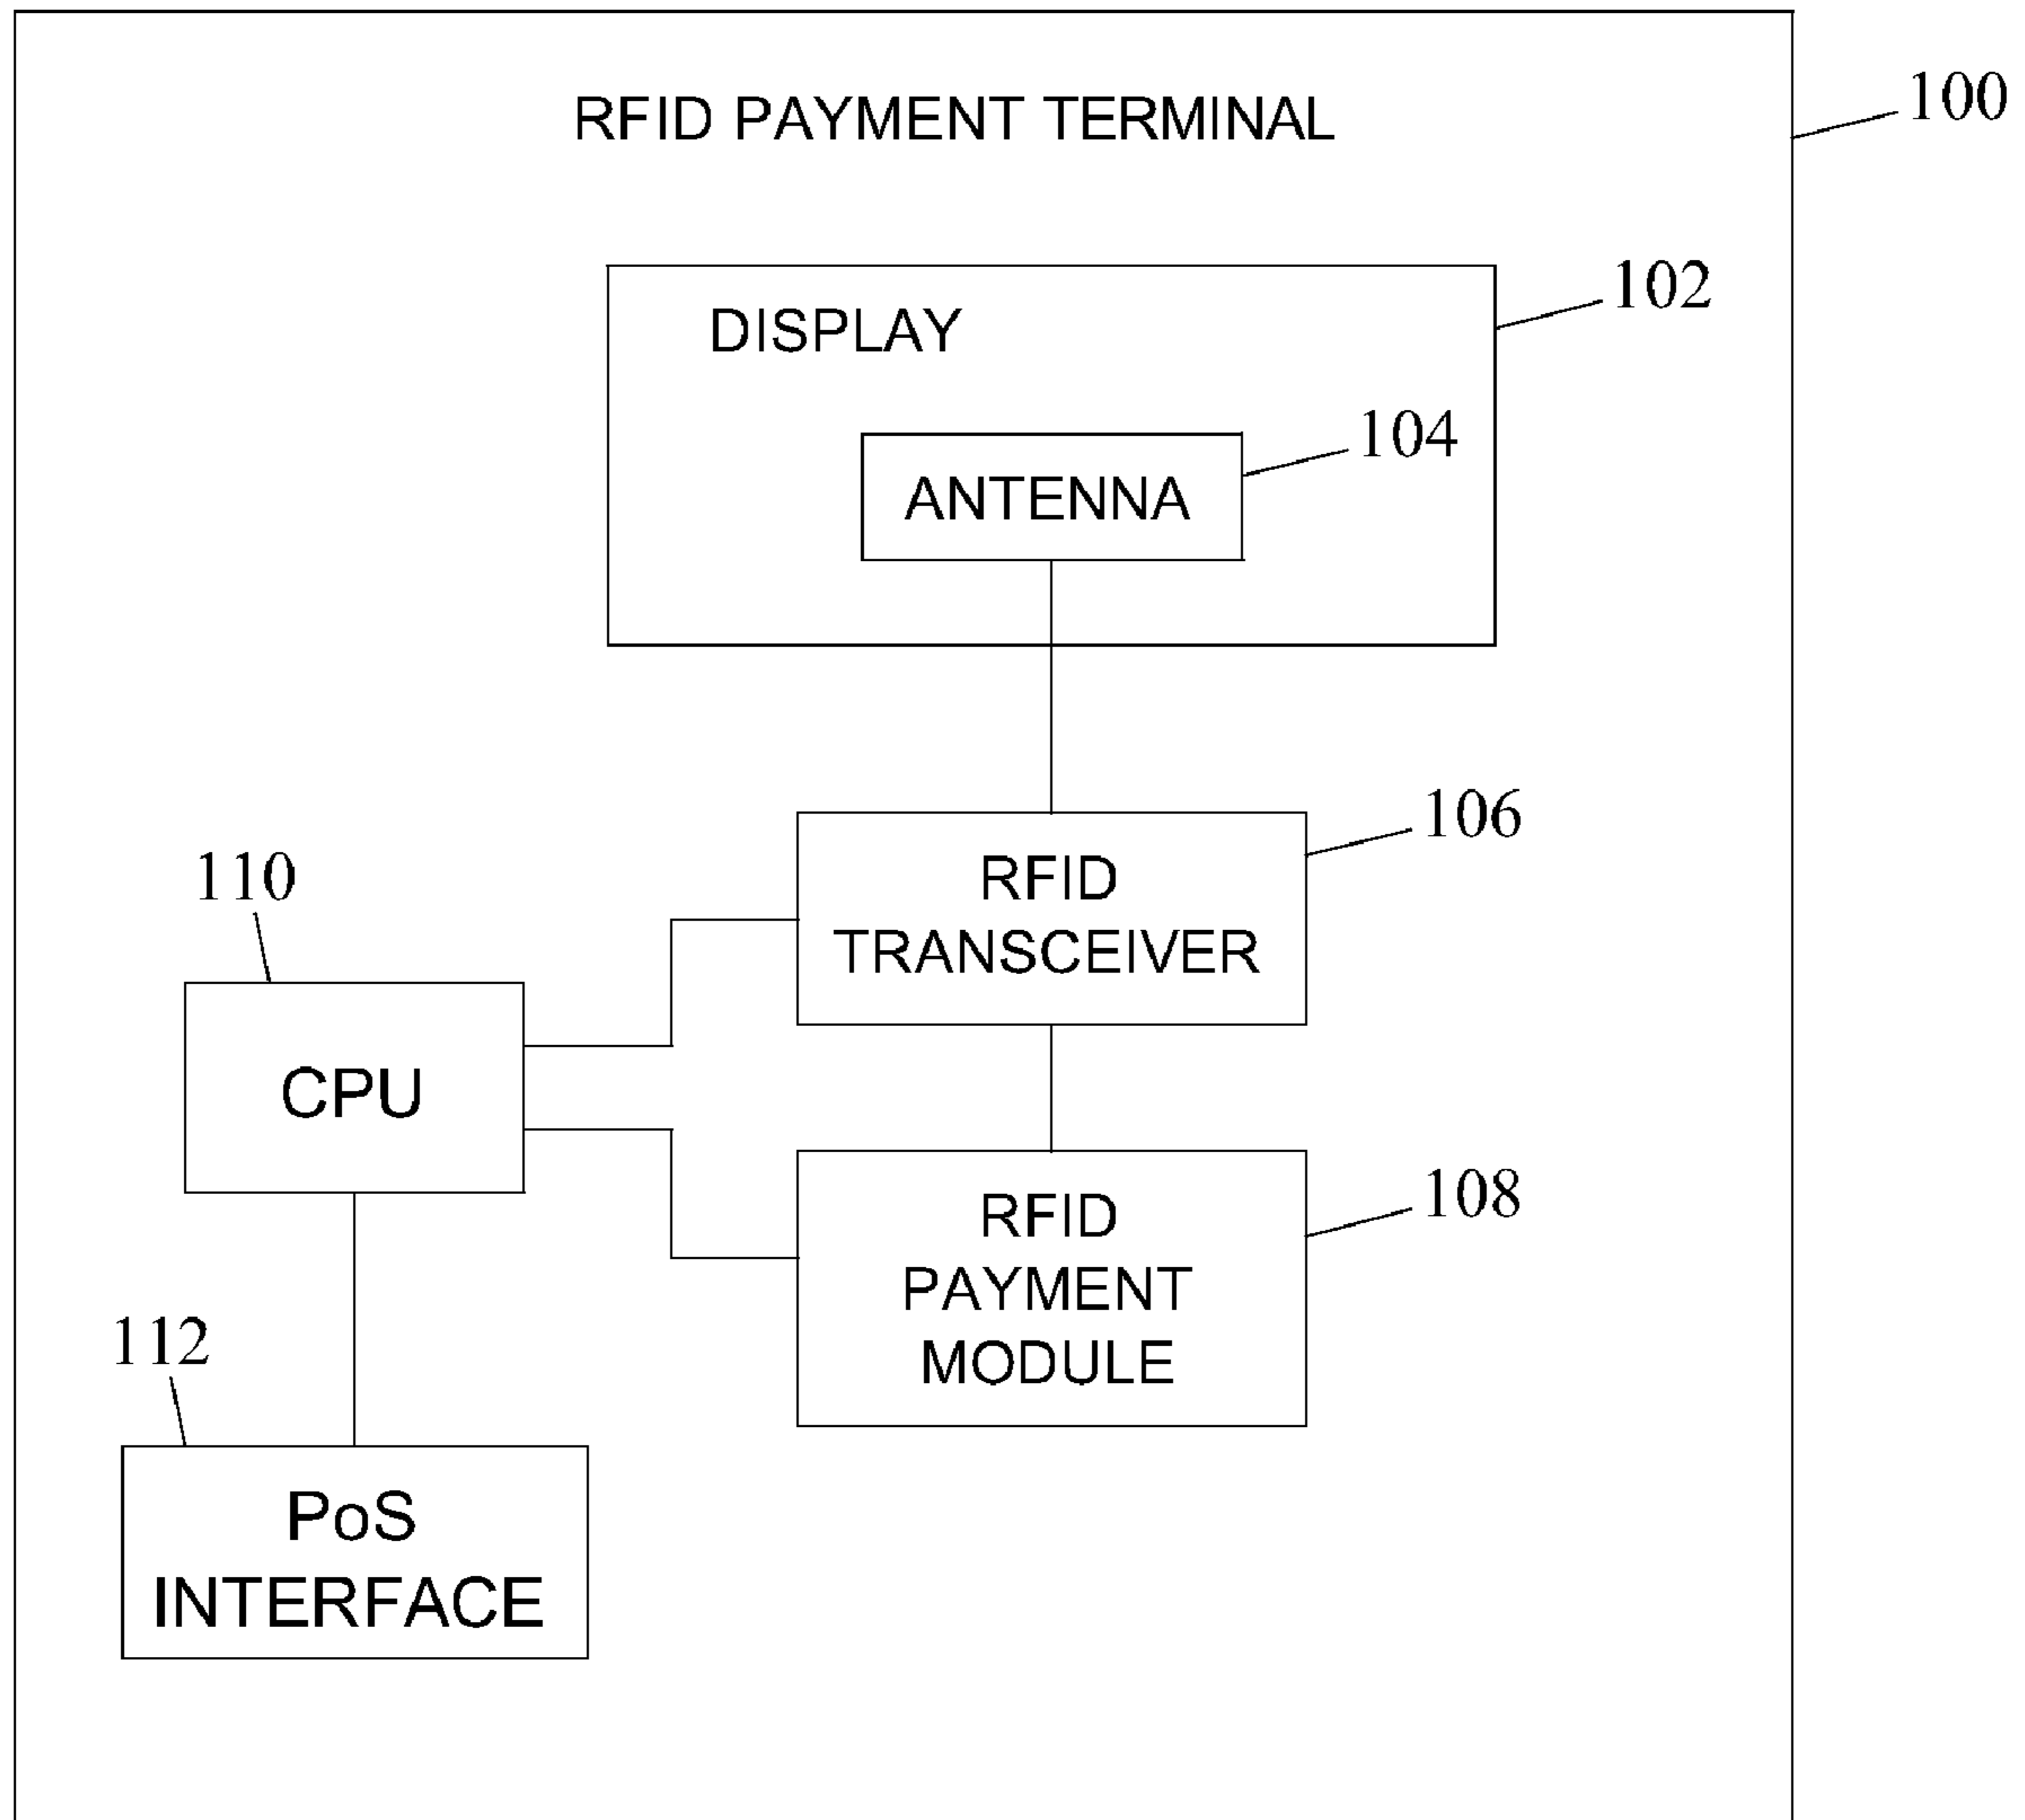 RFID PAYMENT TERMINAL
100
DISPLAY
102
ANTENNA
104
RFID
TRANSCEIVER
106
110
CPU
RFID
PAYMENT
MODULE
108
112
PoS
INTERFACE